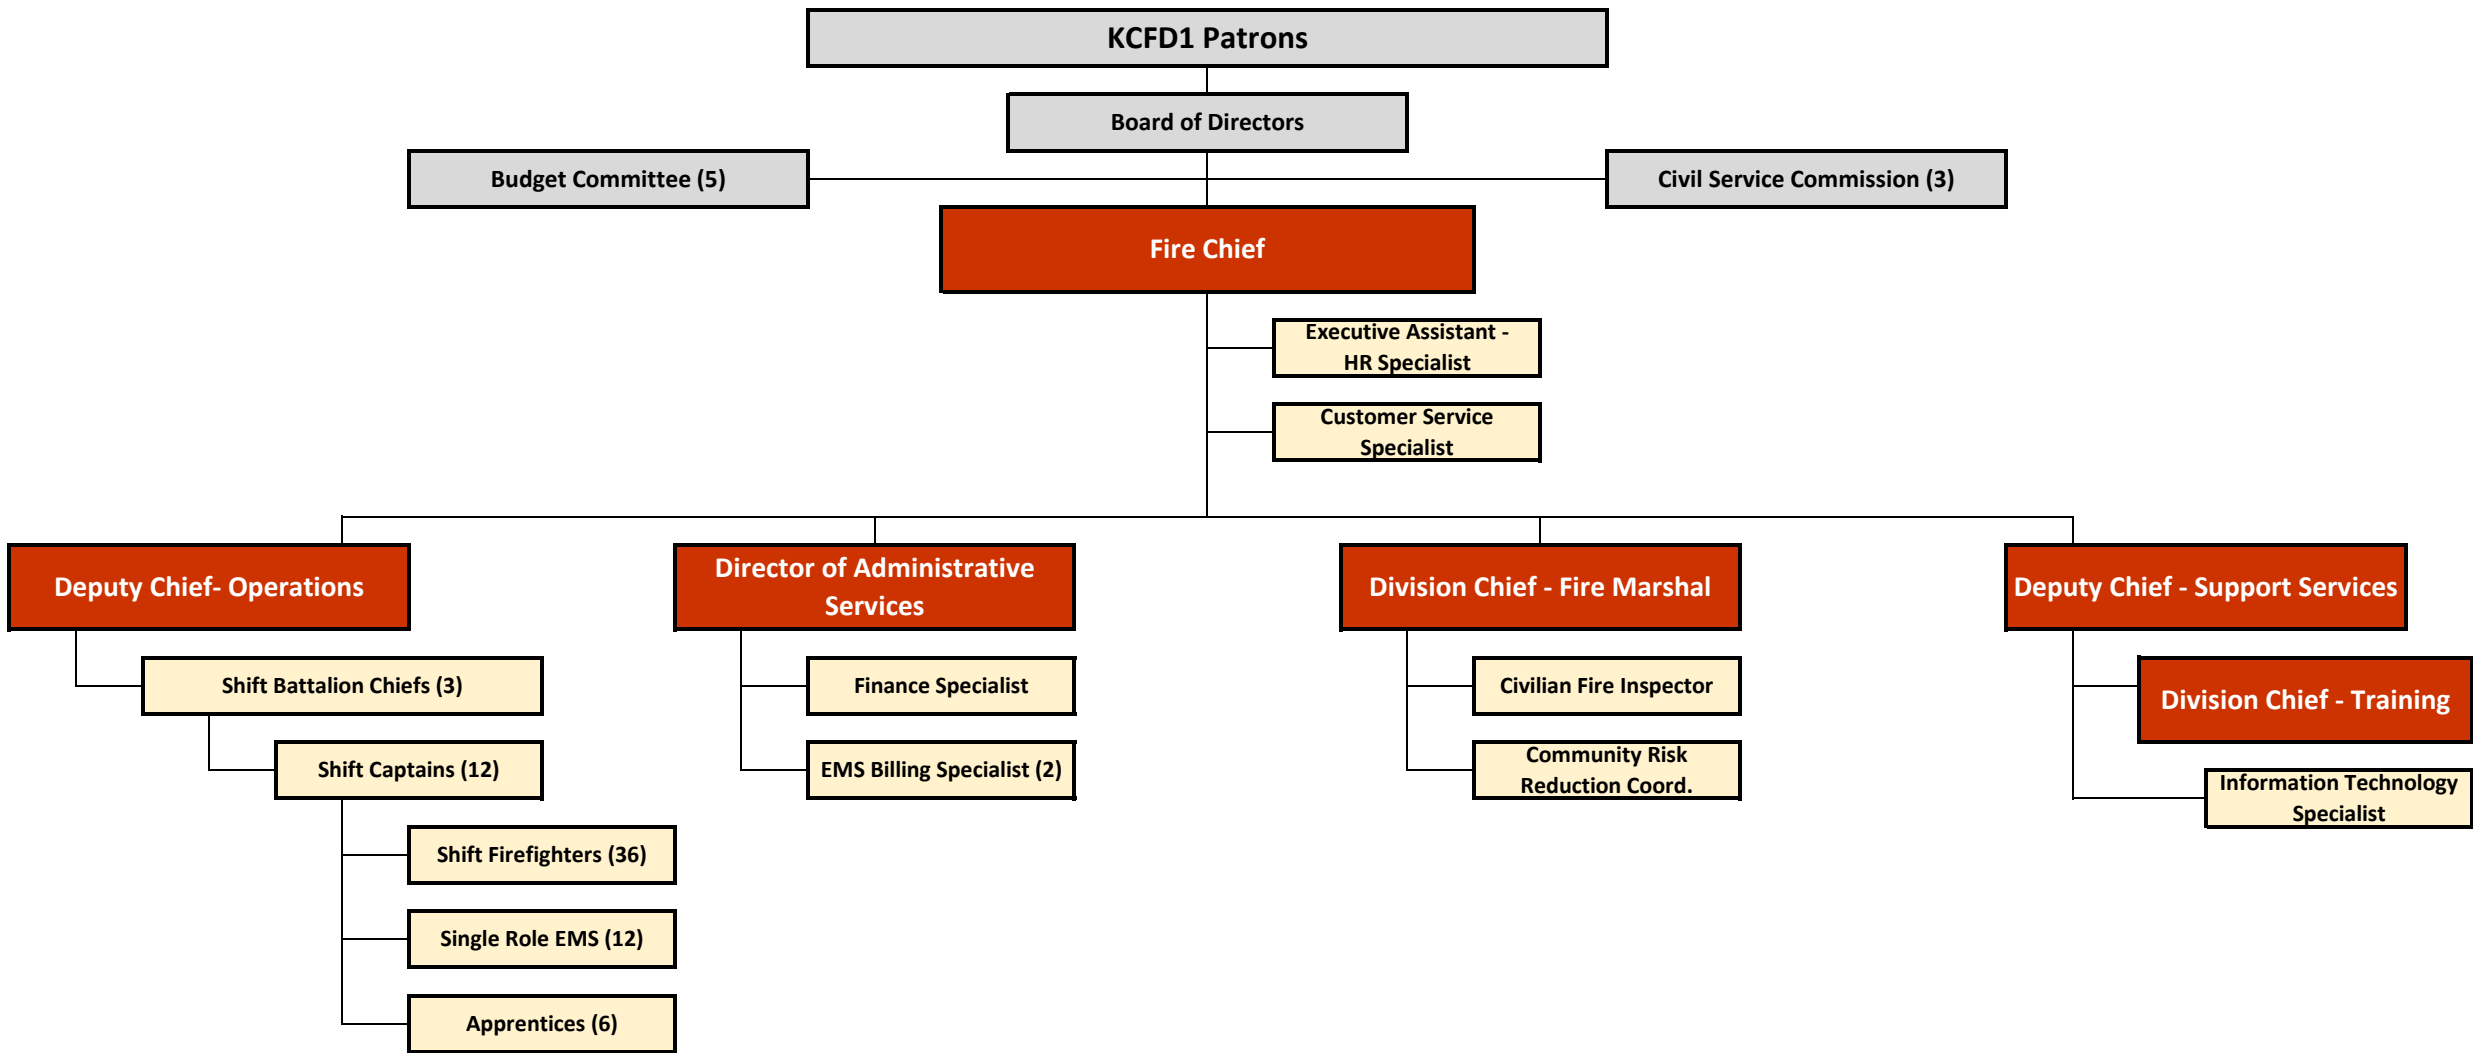 KCFD1 Patrons
Board of Directors
Budget Committee (5)
Civil Service Commission (3)
Fire Chief
Executive Assistant -
HR Specialist
Customer Service
Specialist
Deputy Chief- Operations
Director of Administrative
Services
Division Chief - Fire Marshal
Deputy Chief - Support Services
Shift Battalion Chiefs (3)
Finance Specialist
Civilian Fire Inspector
Division Chief - Training
Shift Captains (12)
EMS Billing Specialist (2)
Community Risk
Reduction Coord.
Information Technology
Specialist
Shift Firefighters (36)
Single Role EMS (12)
Apprentices (6)